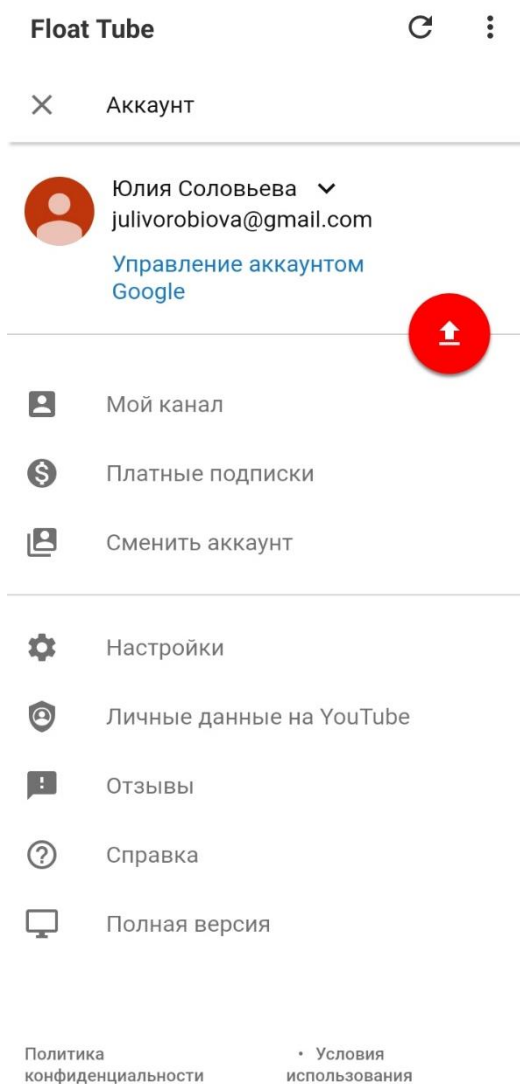 Float Tube
Аккаунт
Юлия Соловьева
julivorobiova@gmail.com
Управление аккаунтом
Google
Мой канал
Платные подписки
Сменить аккаунт
Настройки
Личные данные на YouTube
Отзывы
Справка
Полная версия
Политика
конфиденциальности
• Условия
использования